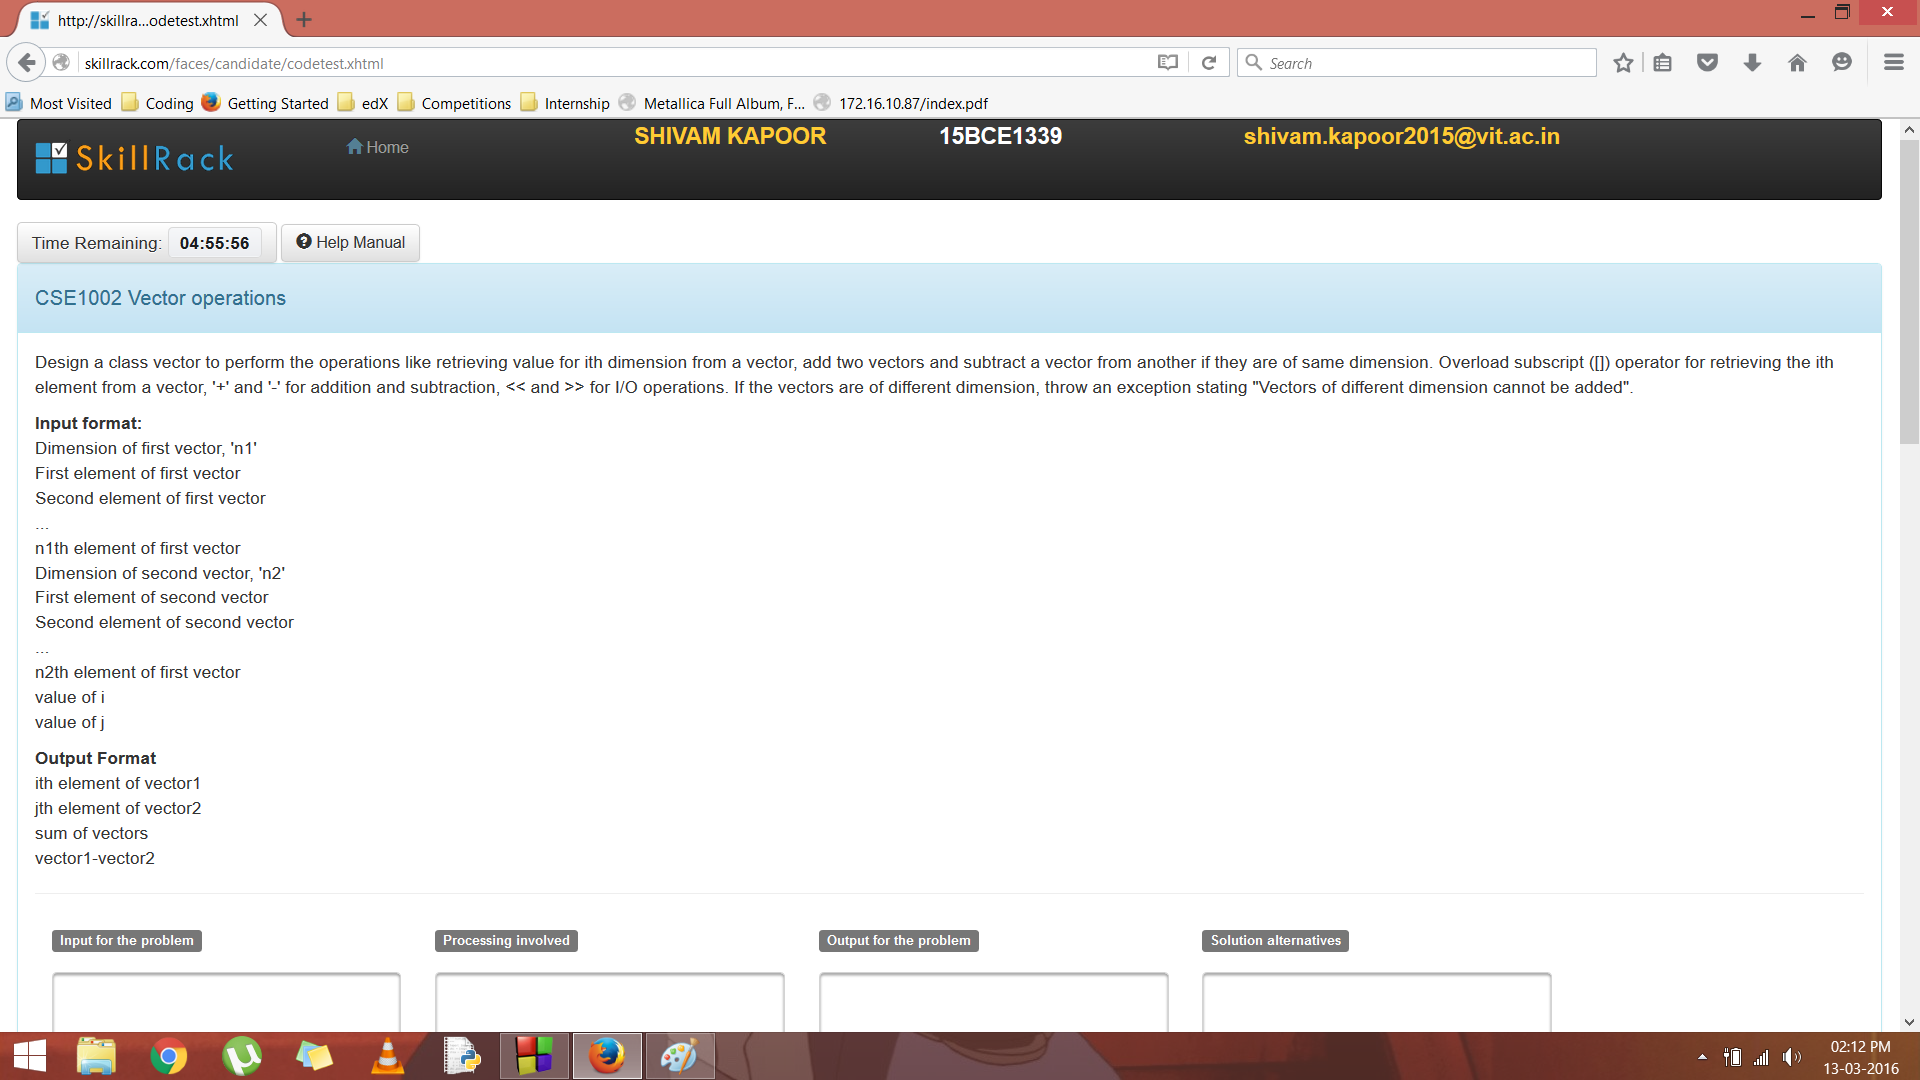 http://skillra...odetest.xhtml
skillrack.com/faces/candidate/codetest.xhtml
Search
Most Visited Coding Getting Started edX Competitions Internship Metallica Full Album, F... 172.16.10.87/index.pdf
SkillRack Home SHIVAM KAPOOR 15BCE1339 shivam.kapoor2015@vit.ac.in
Time Remaining: 04:55:56 Help Manual
CSE1002 Vector operations
Design a class vector to perform the operations like retrieving value for ith dimension from a vector, add two vectors and subtract a vector from another if they are of same dimension. Overload subscript ([]) operator for retrieving the ith
element from a vector, '+' and '-' for addition and subtraction, << and >> for I/O operations. If the vectors are of different dimension, throw an exception stating "Vectors of different dimension cannot be added".
Input format:
Dimension of first vector, 'n1'
First element of first vector
Second element of first vector
...
n1th element of first vector
Dimension of second vector, 'n2'
First element of second vector
Second element of second vector
...
n2th element of first vector
value of i
value of j
Output Format
ith element of vector1
jth element of vector2
sum of vectors
vector1-vector2
Input for the problem Processing involved Output for the problem Solution alternatives
02:12 PM
13-03-2016